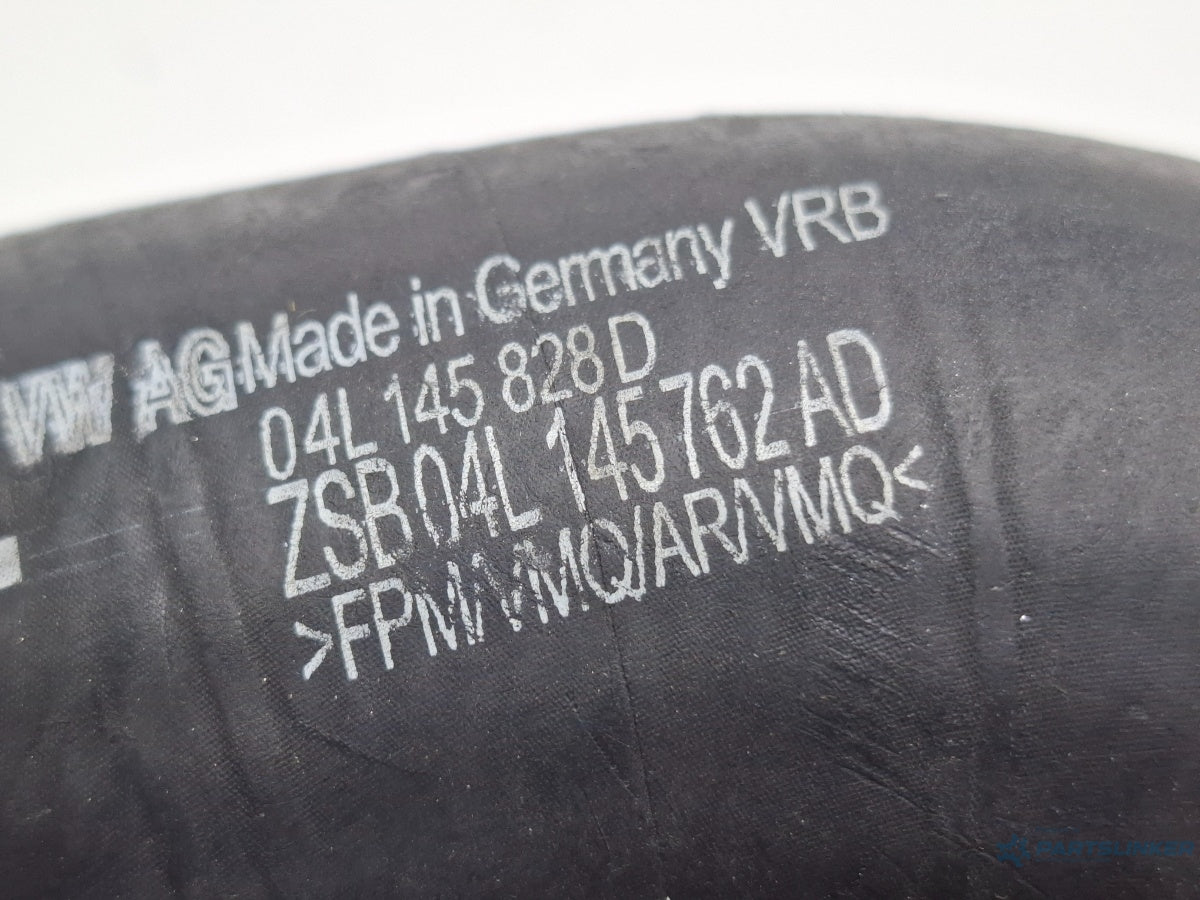 VW AG Made in Germany VRB
04L 145 828 D
ZSB 04L 145 762 AD
>FPM/VMQ/AR/VMQ<